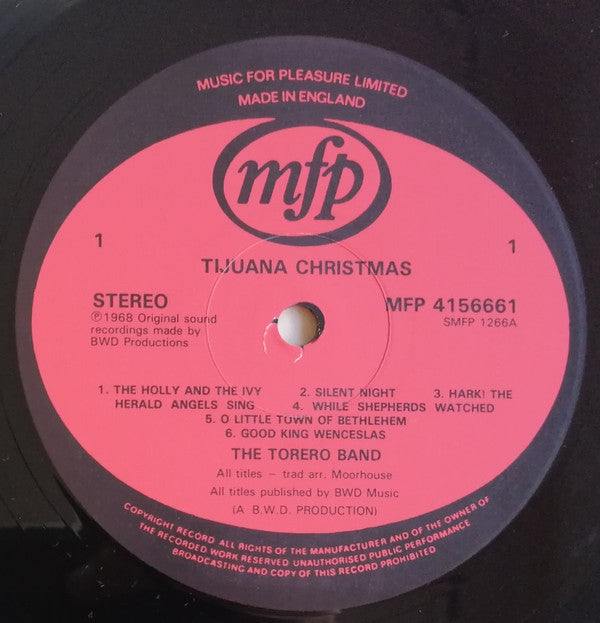 MUSIC FOR PLEASURE LIMITED
MADE IN ENGLAND
mfp
1
1
TIJUANA CHRISTMAS
STEREO
MFP 4156661
℗1968 Original sound
SMFP 1266A
recordings made by
BWD Productions
1. THE HOLLY AND THE IVY 2. SILENT NIGHT 3. HARK! THE
HERALD ANGELS SING 4. WHILE SHEPHERDS WATCHED
5. O LITTLE TOWN OF BETHLEHEM
6. GOOD KING WENCESLAS
THE TORERO BAND
All titles – trad arr. Moorhouse
All titles published by BWD Music
(A B.W.D. PRODUCTION)
COPYRIGHT RECORD ALL RIGHTS OF THE MANUFACTURER AND OF THE OWNER OF
THE RECORDED WORK RESERVED UNAUTHORISED PUBLIC PERFORMANCE
BROADCASTING AND COPY OF THIS RECORD PROHIBITED